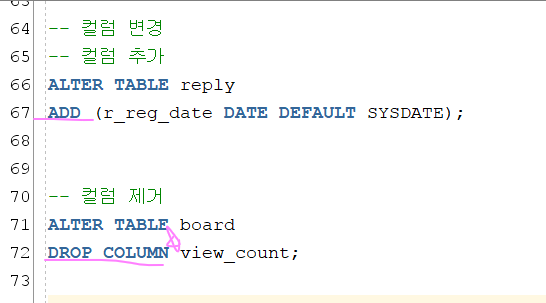 64 -- 컬럼 변경
65 -- 컬럼 추가
66 ALTER TABLE reply
67 ADD (r_reg_date DATE DEFAULT SYSDATE);
68
69
70 -- 컬럼 제거
71 ALTER TABLE board
72 DROP COLUMN view_count;
73